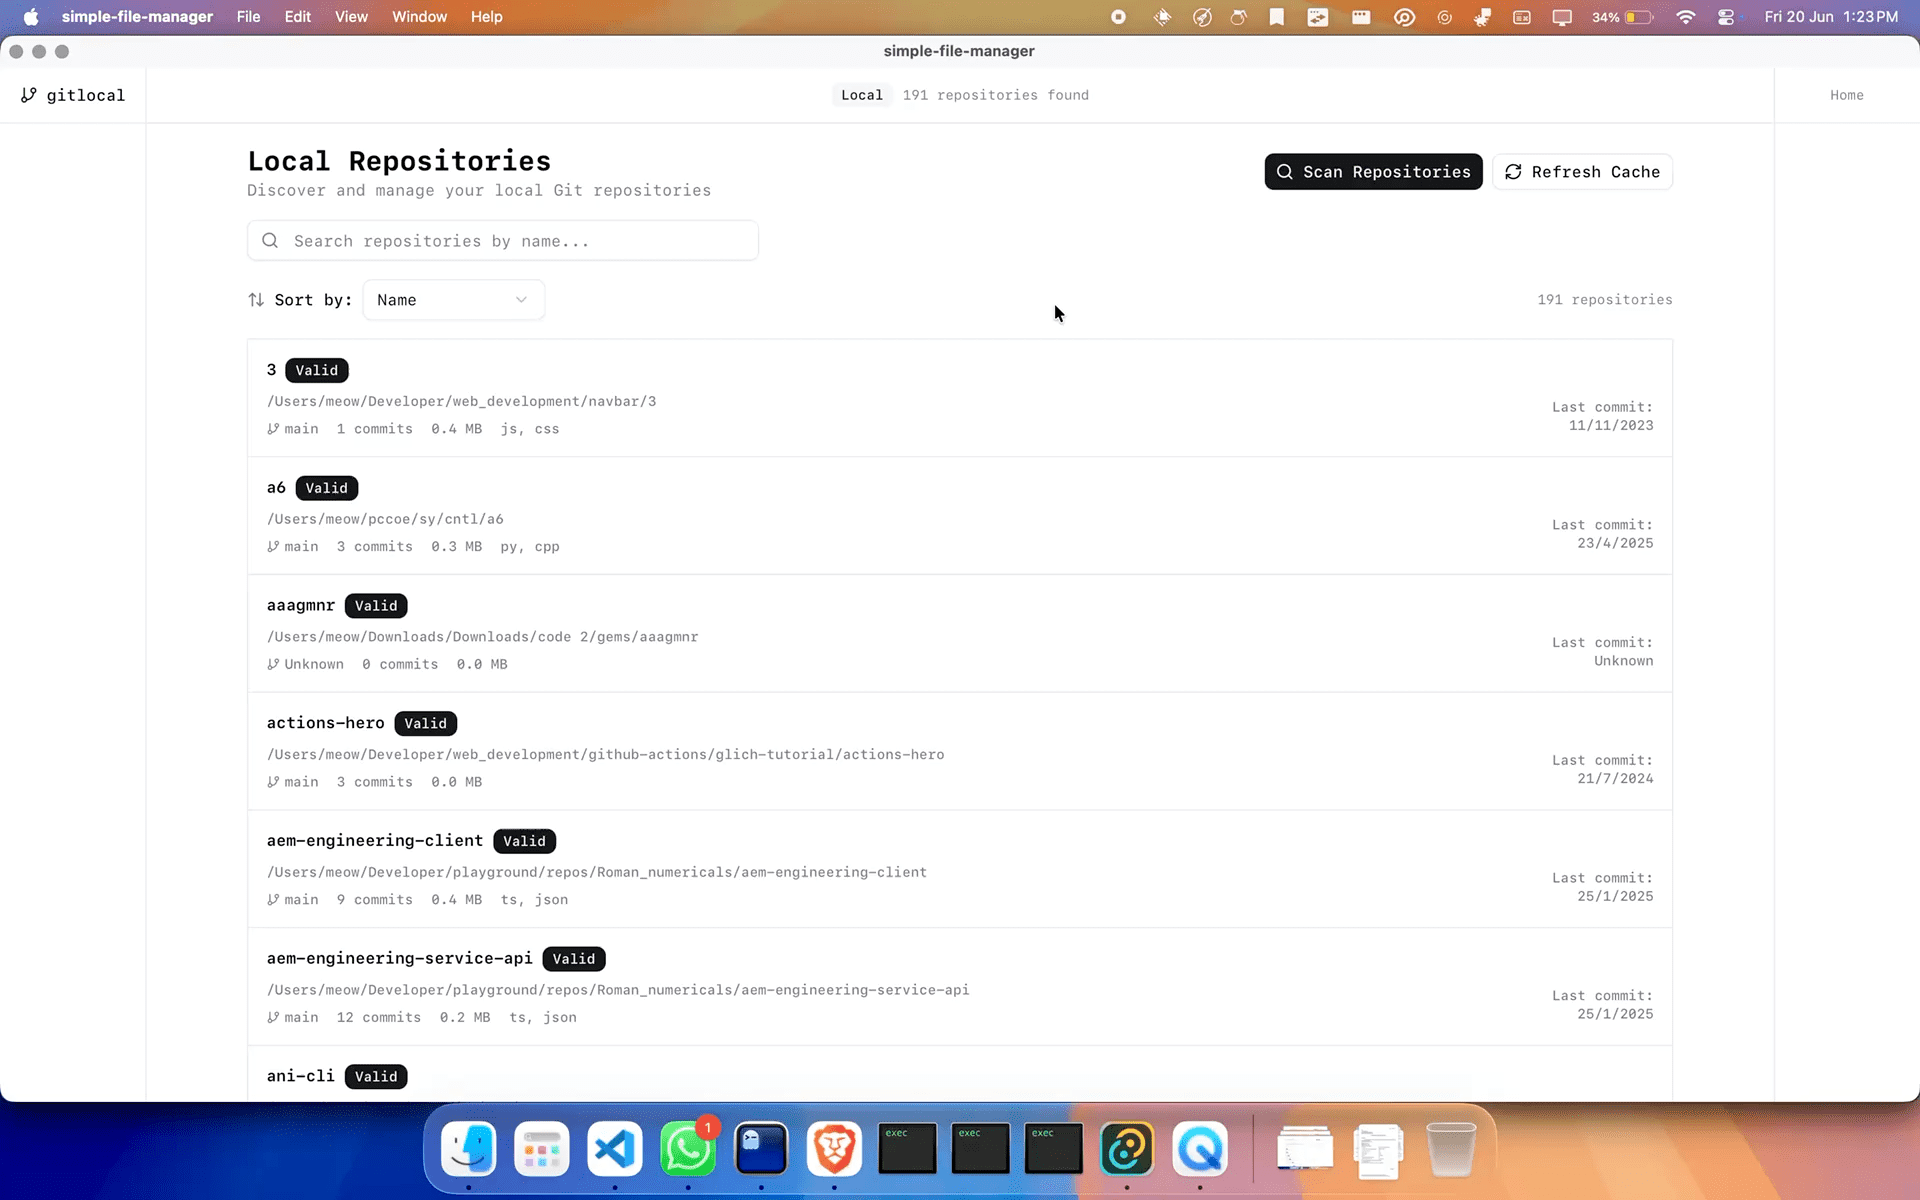 simple-file-manager File Edit View Window Help 34% Fri 20 Jun 1:23 PM
simple-file-manager
gitlocal Local 191 repositories found Home
Local Repositories
Discover and manage your local Git repositories
Scan Repositories Refresh Cache
Search repositories by name...
Sort by: Name 191 repositories
3 Valid
/Users/meow/Developer/web_development/navbar/3
main 1 commits 0.4 MB js, css
Last commit:
11/11/2023
a6 Valid
/Users/meow/pccoe/sy/cntl/a6
main 3 commits 0.3 MB py, cpp
Last commit:
23/4/2025
aaagmnr Valid
/Users/meow/Downloads/Downloads/code 2/gems/aaagmnr
Unknown 0 commits 0.0 MB
Last commit:
Unknown
actions-hero Valid
/Users/meow/Developer/web_development/github-actions/glich-tutorial/actions-hero
main 3 commits 0.0 MB
Last commit:
21/7/2024
aem-engineering-client Valid
/Users/meow/Developer/playground/repos/Roman_numericals/aem-engineering-client
main 9 commits 0.4 MB ts, json
Last commit:
25/1/2025
aem-engineering-service-api Valid
/Users/meow/Developer/playground/repos/Roman_numericals/aem-engineering-service-api
main 12 commits 0.2 MB ts, json
Last commit:
25/1/2025
ani-cli Valid
1
exec exec exec